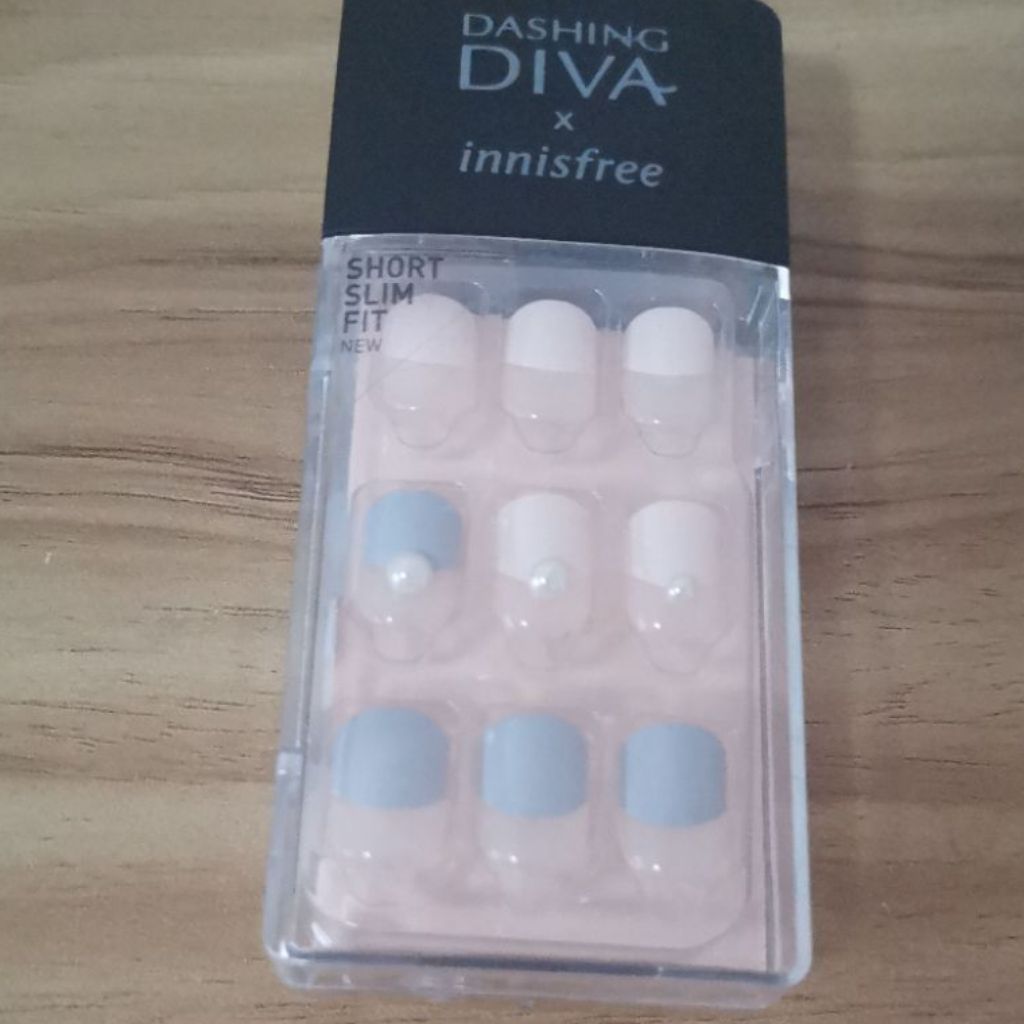 DASHING
DIVA
x
innisfree
SHORT
SLIM
FIT
NEW